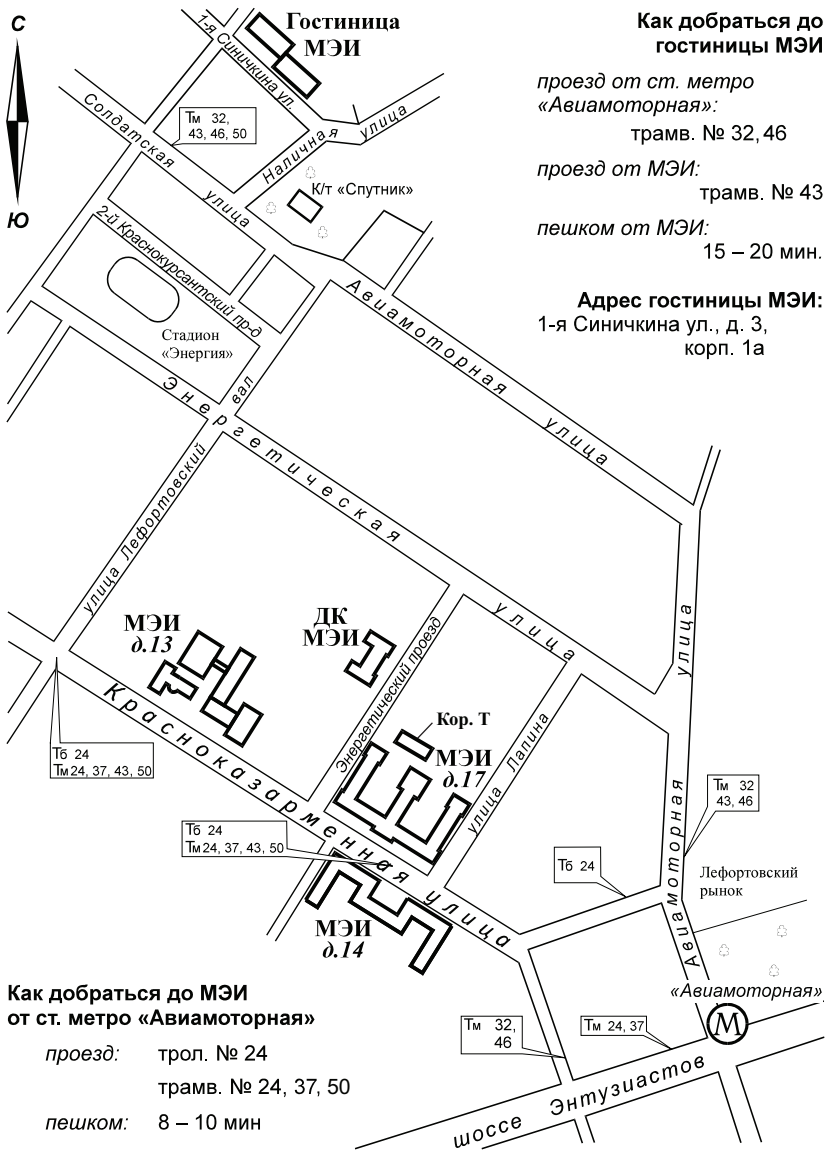 С
Ю
Гостиница
МЭИ
1-я Синичкина ул.
Как добраться до
гостиницы МЭИ
проезд от ст. метро
«Авиамоторная»:
трамв. № 32, 46
проезд от МЭИ:
трамв. № 43
пешком от МЭИ:
15 – 20 мин.
Адрес гостиницы МЭИ:
1-я Синичкина ул., д. 3,
корп. 1а
Тм 32,
43, 46, 50
Солдатская улица
Наличная улица
К/т «Спутник»
2-й Краснокурсантский пр-д
Стадион
«Энергия»
Авиамоторная улица
Энергетическая улица
улица Лефортовский вал
МЭИ
д.13
ДК
МЭИ
Энергетический проезд
Кор. Т
МЭИ
д.17
улица Лапина
Красноказарменная улица
Тб 24
Тм 24, 37, 43, 50
Тб 24
Тм 24, 37, 43, 50
МЭИ
д.14
Авиамоторная улица
Тм 32
43, 46
Тб 24
Лефортовский
рынок
«Авиамоторная»
М
Тм 32,
46
Тм 24, 37
шоссе Энтузиастов
Как добраться до МЭИ
от ст. метро «Авиамоторная»
проезд: трол. № 24
трамв. № 24, 37, 50
пешком: 8 – 10 мин